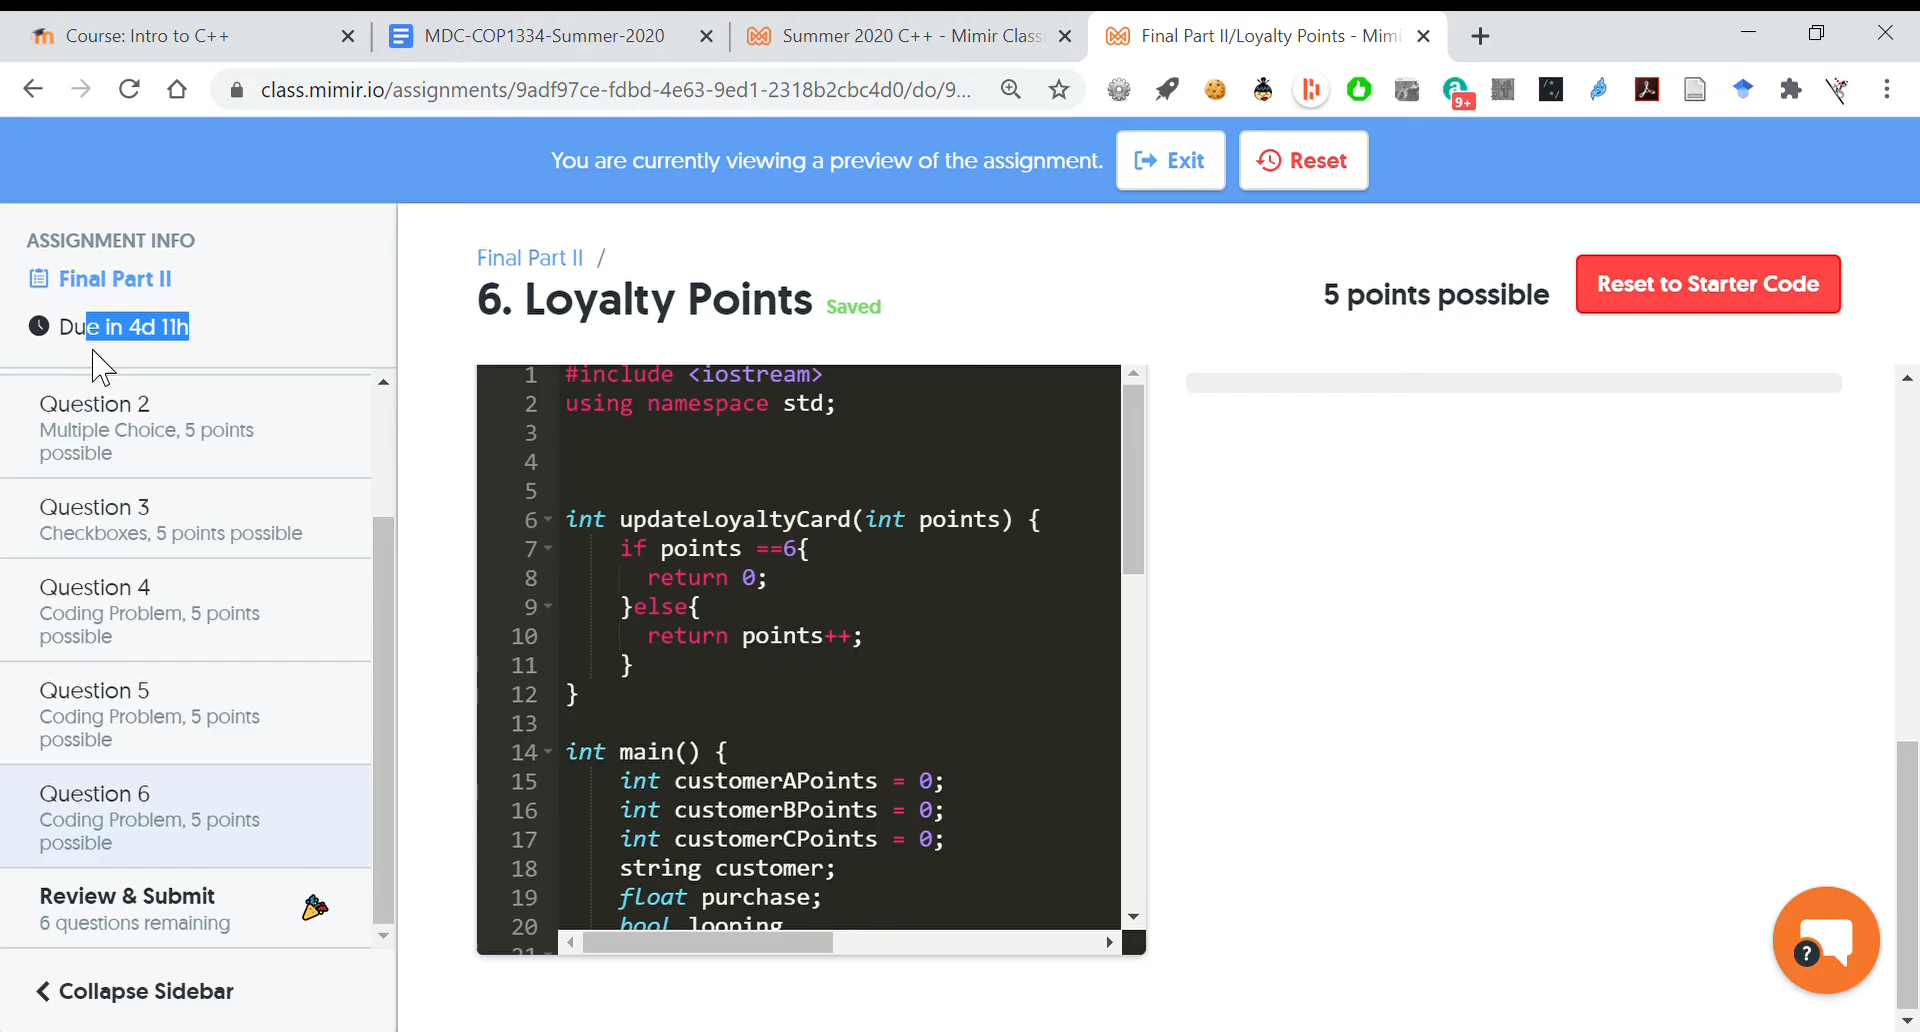 Course: Intro to C++
MDC-COP1334-Summer-2020
Summer 2020 C++ - Mimir Class
Final Part II/Loyalty Points - Mimi
class.mimir.io/assignments/9adf97ce-fdbd-4e63-9ed1-2318b2cbc4d0/do/9...
9+
You are currently viewing a preview of the assignment.
Exit
Reset
ASSIGNMENT INFO
Final Part II
Due in 4d 11h
Question 2
Multiple Choice, 5 points
possible
Question 3
Checkboxes, 5 points possible
Question 4
Coding Problem, 5 points
possible
Question 5
Coding Problem, 5 points
possible
Question 6
Coding Problem, 5 points
possible
Review & Submit
6 questions remaining
Collapse Sidebar
Final Part II /
6. Loyalty Points Saved
5 points possible
Reset to Starter Code
1 #include <iostream>
2 using namespace std;
3
4
5
6 int updateLoyaltyCard(int points) {
7 if points ==6{
8 return 0;
9 }else{
10 return points++;
11 }
12 }
13
14 int main() {
15 int customerAPoints = 0;
16 int customerBPoints = 0;
17 int customerCPoints = 0;
18 string customer;
19 float purchase;
20 bool looping
21